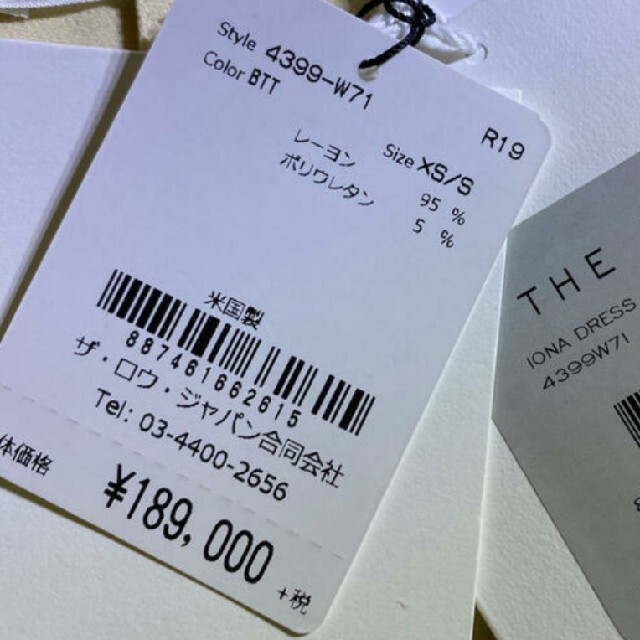 Style 4399-W71
Color BTT
R19
Size XS/S
レーヨン 95 %
ポリウレタン 5 %
米国製
887461662615
ザ・ロウ・ジャパン合同会社
Tel: 03-4400-2656
体価格
¥189,000
+税
THE
IONA DRESS
4399W71
8